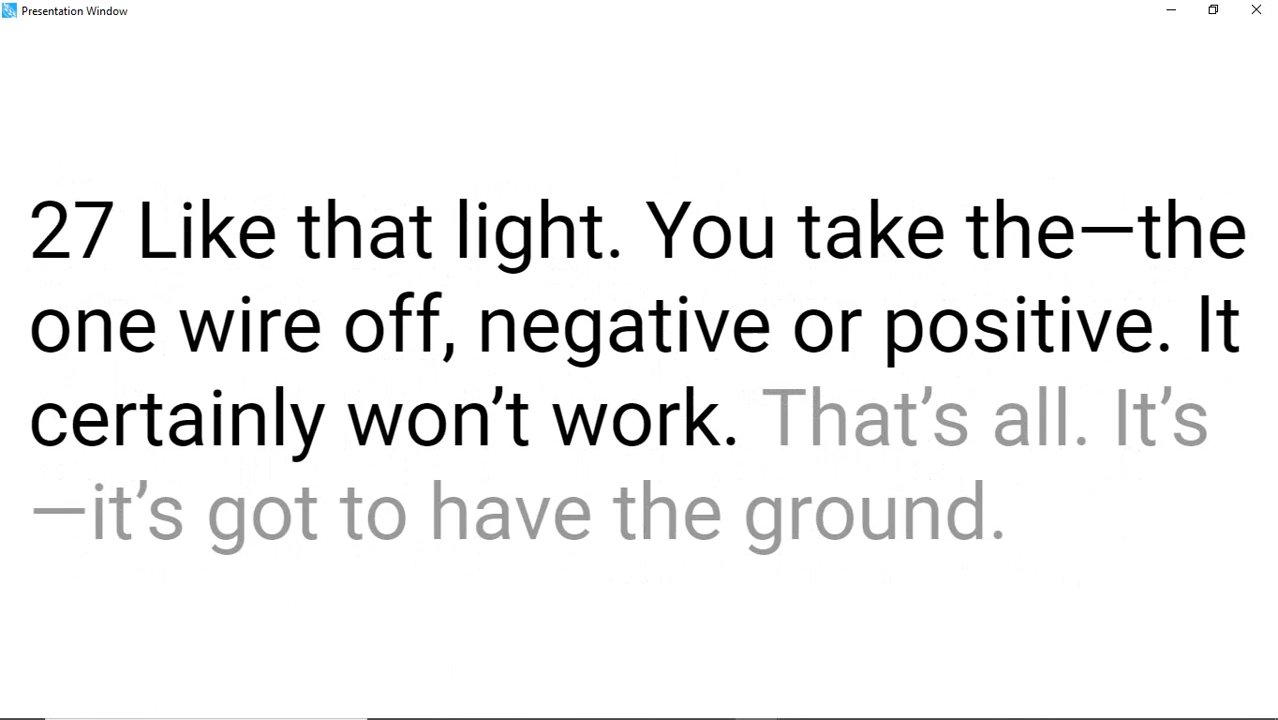 Presentation Window
27 Like that light. You take the—the
one wire off, negative or positive. It
certainly won’t work. That’s all. It’s
—it’s got to have the ground.